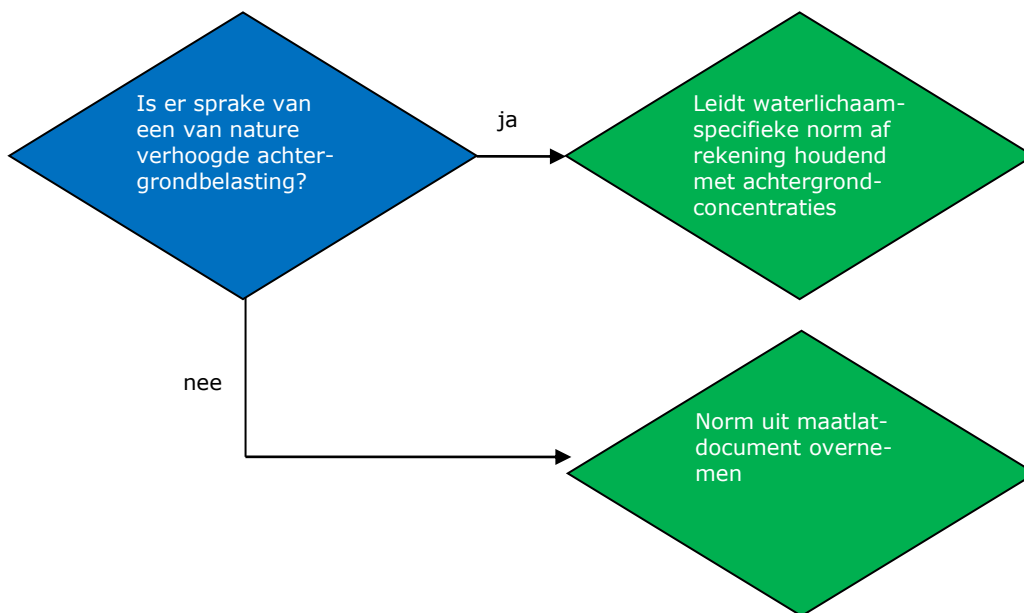 Is er sprake van
een van nature
verhoogde achter-
grondbelasting?
ja
Leidt waterlichaam-
specifieke norm af
rekening houdend
met achtergrond-
concentraties
nee
Norm uit maatlat-
document overne-
men